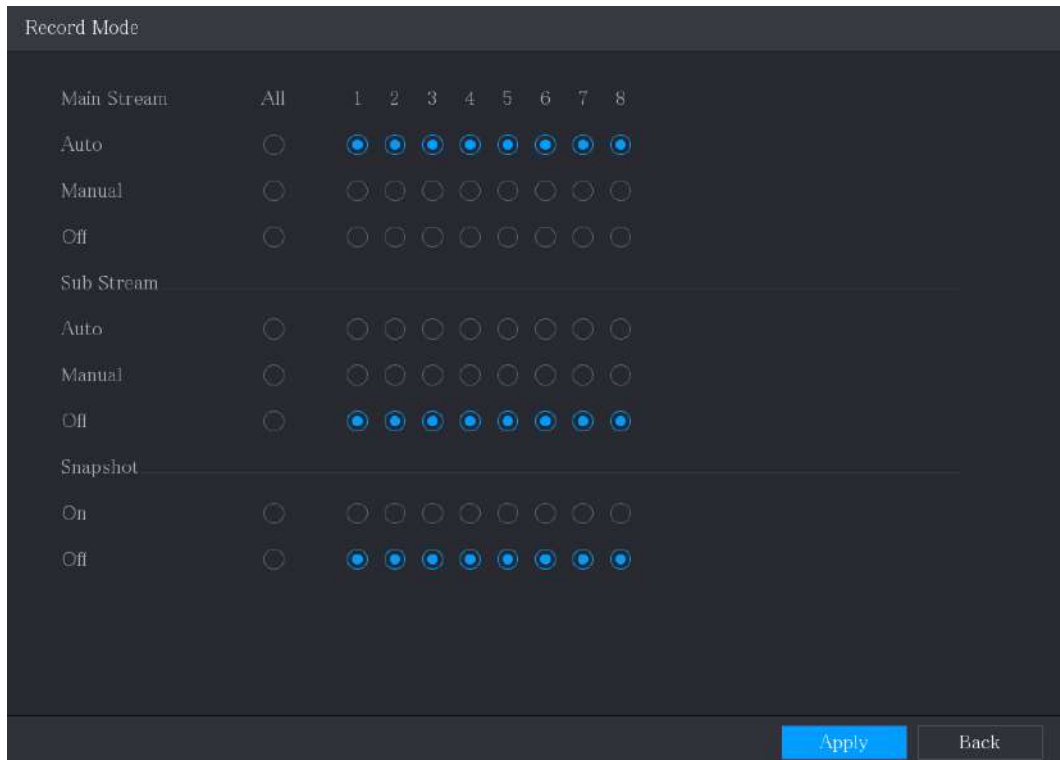 Record Mode
Main Stream All 1 2 3 4 5 6 7 8
Auto
Manual
Off
Sub Stream
Auto
Manual
Off
Snapshot
On
Off
Apply Back